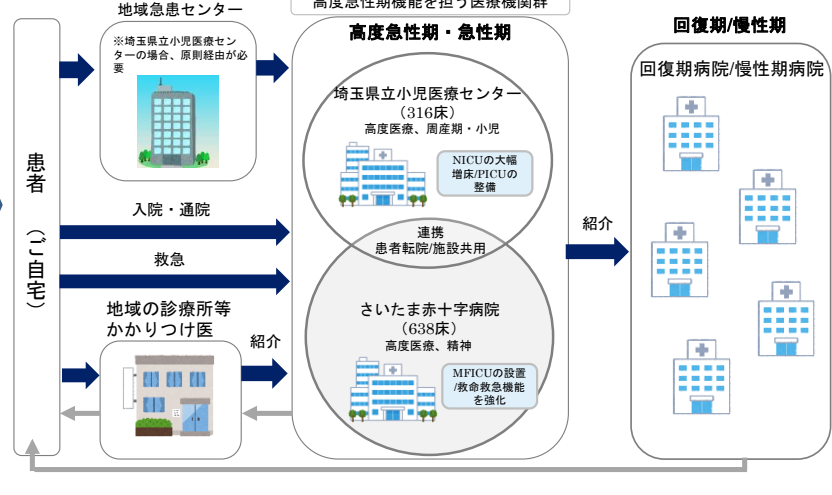 高度急性期機能を担う医療機関群
地域急患センター
※埼玉県立小児医療セン
ターの場合、原則経由が必
要
高度急性期・急性期
回復期/慢性期
回復期病院/慢性期病院
埼玉県立小児医療センター
(316床)
高度医療、周産期・小児
NICUの大幅
増床/PICUの
整備
患者
(ご自宅)
入院・通院
連携
患者転院/施設共用
紹介
救急
地域の診療所等
かかりつけ医
紹介
さいたま赤十字病院
(638床)
高度医療、精神
MFICUの設置
/救命救急機能
を強化